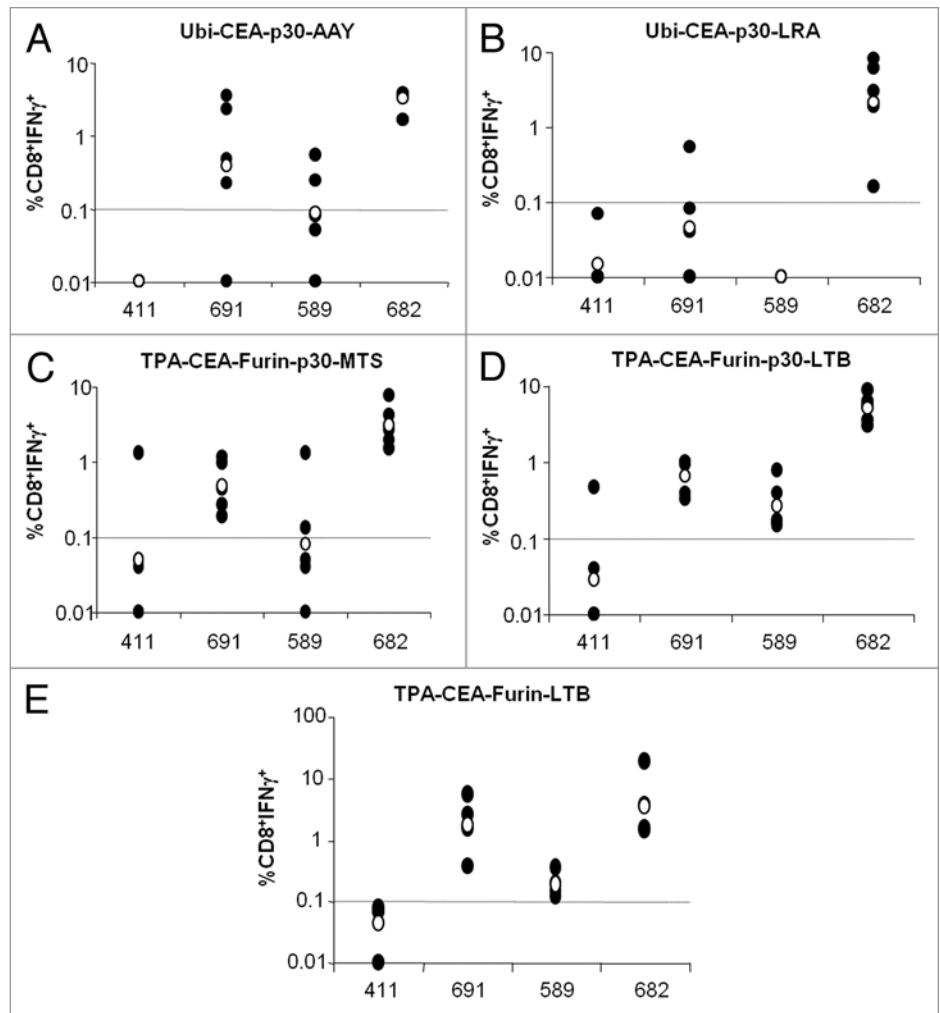 A
Ubi-CEA-p30-AAY
%CD8+IFNγ+
10
1
0.1
0.01
411 691 589 682
B
Ubi-CEA-p30-LRA
%CD8+IFNγ+
10
1
0.1
0.01
411 691 589 682
C
TPA-CEA-Furin-p30-MTS
%CD8+IFNγ+
10
1
0.1
0.01
411 691 589 682
D
TPA-CEA-Furin-p30-LTB
%CD8+IFNγ+
10
1
0.1
0.01
411 691 589 682
E
TPA-CEA-Furin-LTB
%CD8+IFNγ+
100
10
1
0.1
0.01
411 691 589 682